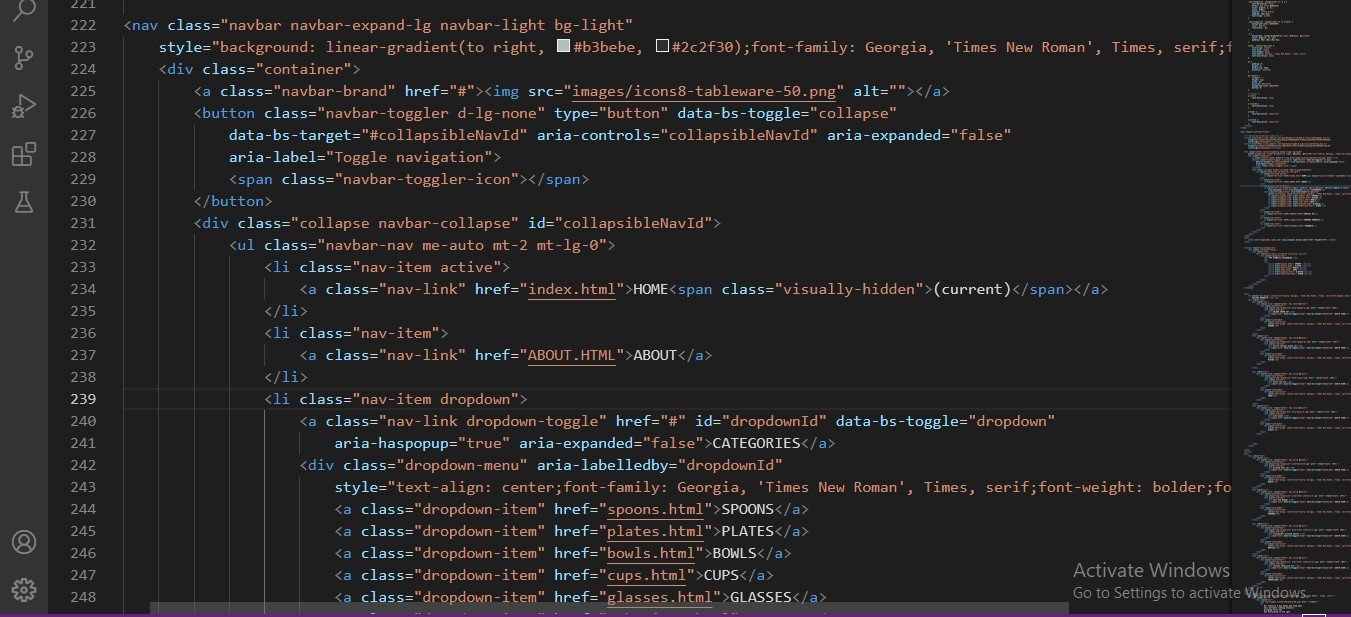 221
222 <nav class="navbar navbar-expand-lg navbar-light bg-light"
223 style="background: linear-gradient(to right, #b3bebe, #2c2f30);font-family: Georgia, 'Times New Roman', Times, serif;f
224 <div class="container">
225 <a class="navbar-brand" href="#"><img src="images/icons8-tableware-50.png" alt=""></a>
226 <button class="navbar-toggler d-lg-none" type="button" data-bs-toggle="collapse"
227 data-bs-target="#collapsibleNavId" aria-controls="collapsibleNavId" aria-expanded="false"
228 aria-label="Toggle navigation">
229 <span class="navbar-toggler-icon"></span>
230 </button>
231 <div class="collapse navbar-collapse" id="collapsibleNavId">
232 <ul class="navbar-nav me-auto mt-2 mt-lg-0">
233 <li class="nav-item active">
234 <a class="nav-link" href="index.html">HOME<span class="visually-hidden">(current)</span></a>
235 </li>
236 <li class="nav-item">
237 <a class="nav-link" href="ABOUT.HTML">ABOUT</a>
238 </li>
239 <li class="nav-item dropdown">
240 <a class="nav-link dropdown-toggle" href="#" id="dropdownId" data-bs-toggle="dropdown"
241 aria-haspopup="true" aria-expanded="false">CATEGORIES</a>
242 <div class="dropdown-menu" aria-labelledby="dropdownId"
243 style="text-align: center;font-family: Georgia, 'Times New Roman', Times, serif;font-weight: bolder;fo
244 <a class="dropdown-item" href="spoons.html">SPOONS</a>
245 <a class="dropdown-item" href="plates.html">PLATES</a>
246 <a class="dropdown-item" href="bowls.html">BOWLS</a>
247 <a class="dropdown-item" href="cups.html">CUPS</a>
248 <a class="dropdown-item" href="glasses.html">GLASSES</a>
Activate Windows
Go to Settings to activate Windows.